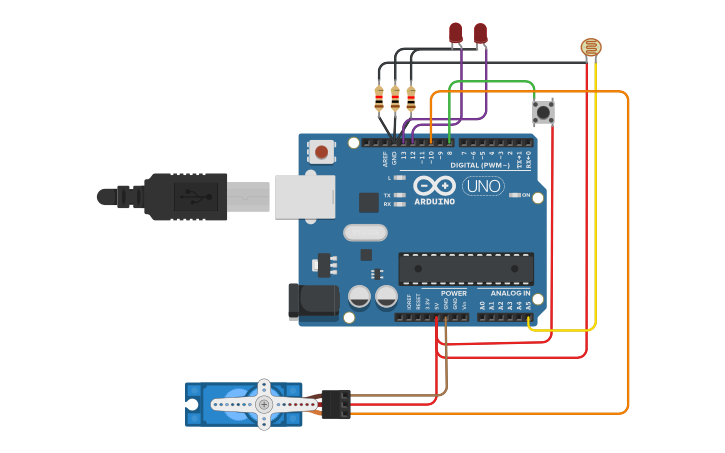 AREF
GND
13
12
~11
~10
~9
8
7
~6
~5
4
~3
2
TX→1
RX←0
DIGITAL (PWM~)
L
TX
RX
UNO
ARDUINO
ON
POWER
ANALOG IN
IOREF
RESET
3.3V
5V
GND
GND
Vin
A0
A1
A2
A3
A4
A5